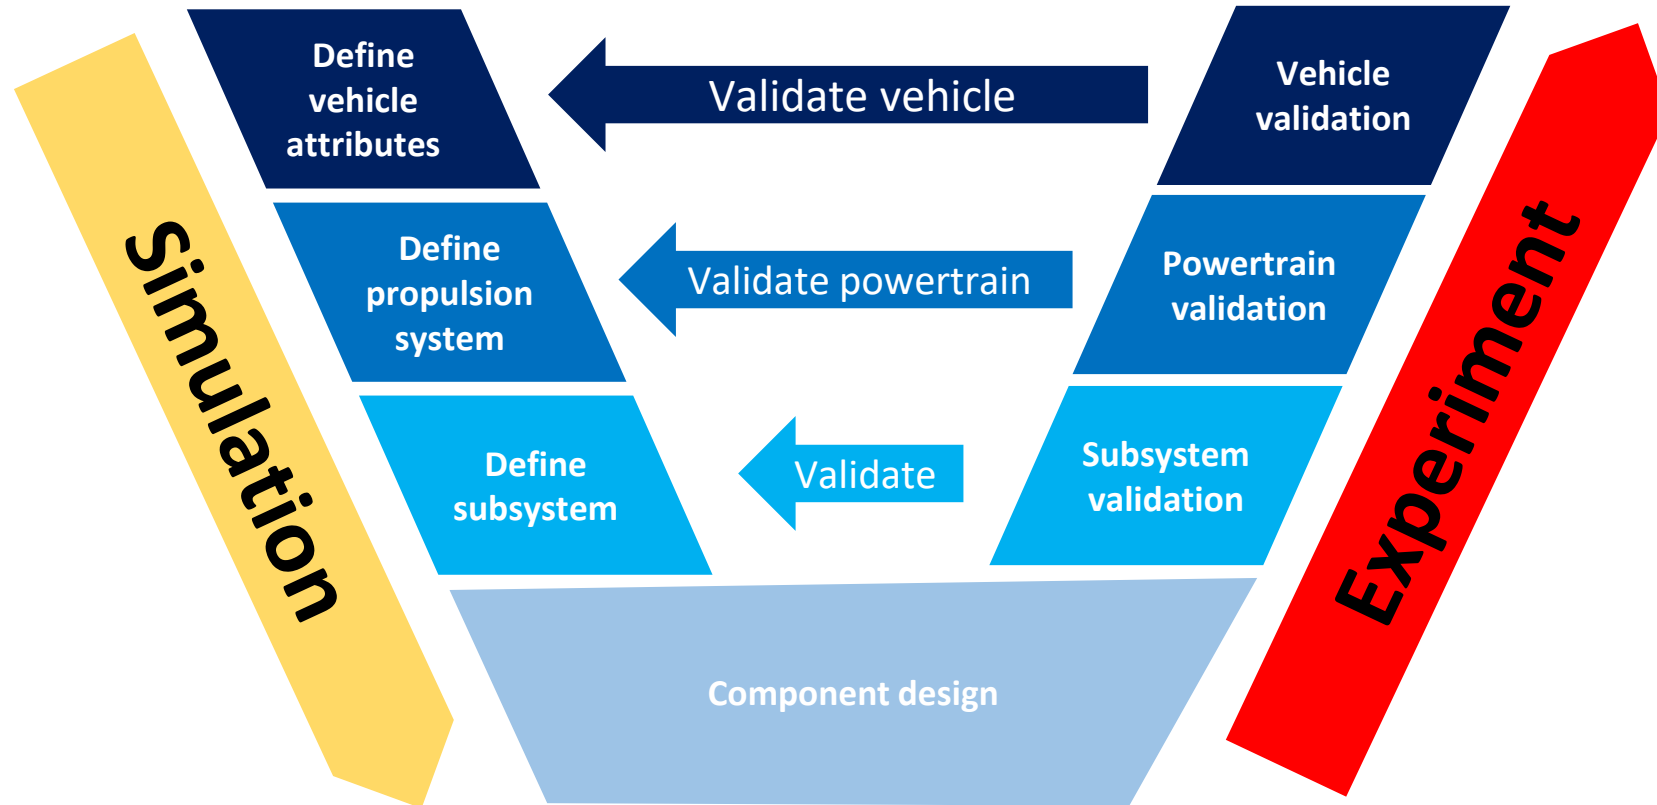 Simulation
Define
vehicle
attributes
Validate vehicle
Vehicle
validation
Define
propulsion
system
Validate powertrain
Powertrain
validation
Define
subsystem
Validate
Subsystem
validation
Component design
Experiment